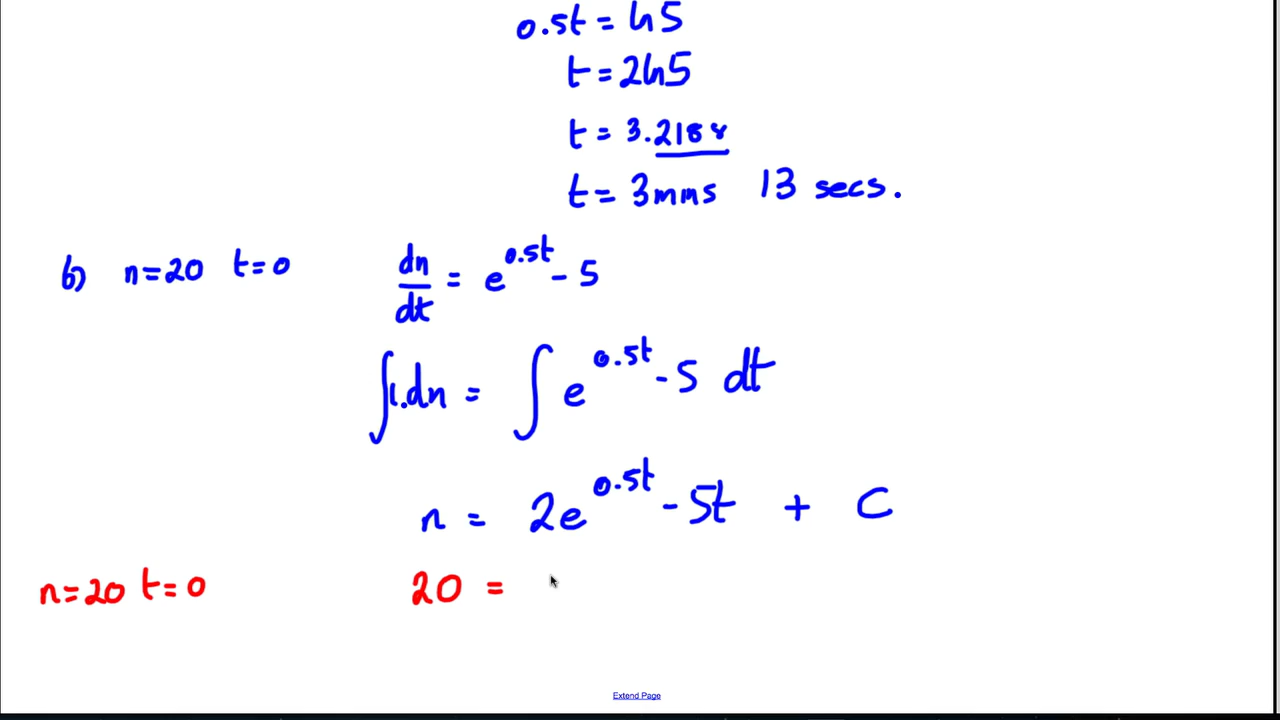 0.5t = ln5
t = 2ln5
t = 3.2188
t = 3mns 13 secs.
b) n=20 t=0 dn/dt = e^0.5t - 5
∫1.dn = ∫ e^0.5t - 5 dt
n = 2e^0.5t - 5t + C
n=20 t=0 20 =
Extend Page